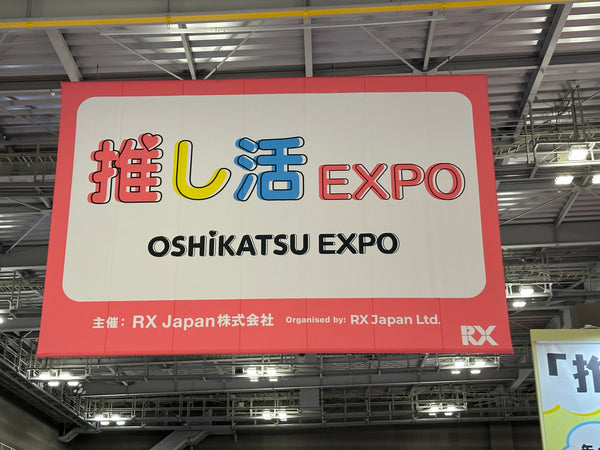 推し活 EXPO
OSHiKATSU EXPO
主催： RX Japan株式会社 Organised by: RX Japan Ltd.
RX
「推